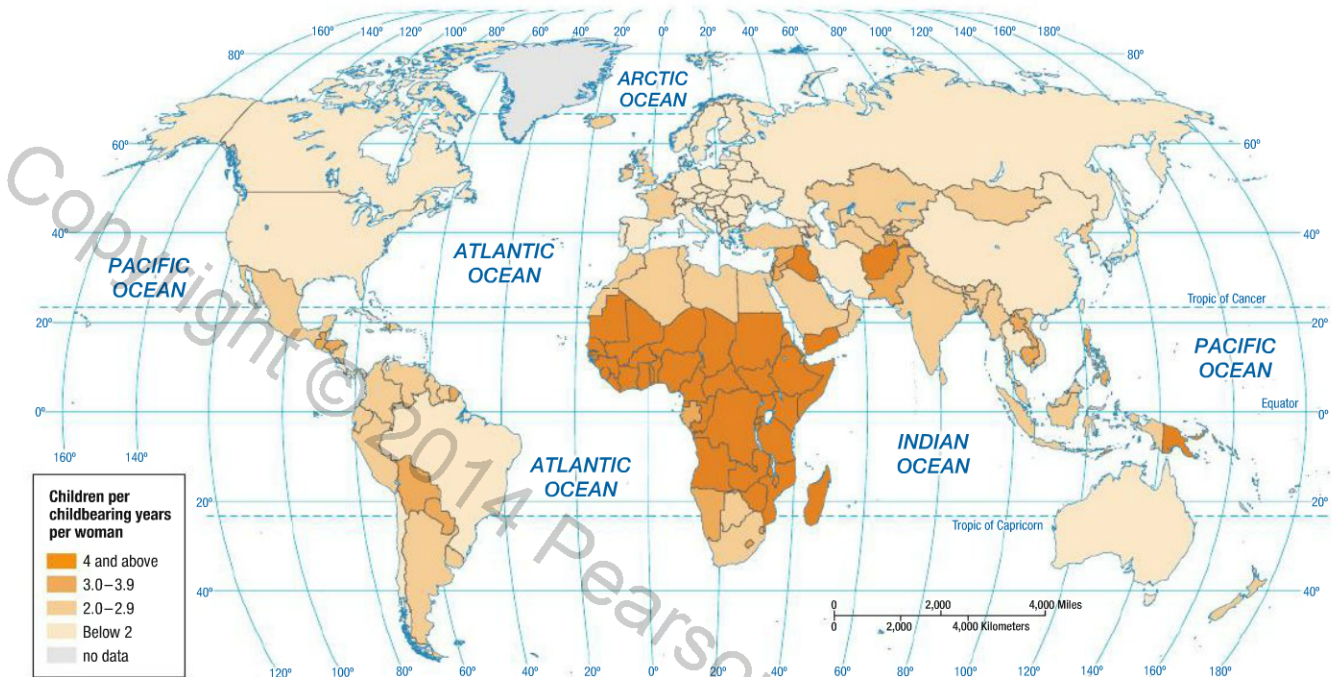 160º 140º 120º 100º 80º 60º 40º 20º 0º 20º 40º 60º 80º 100º 120º 140º 160º 180º
80º 80º
ARCTIC
OCEAN
60º 60º
40º 40º
ATLANTIC
OCEAN
PACIFIC
OCEAN
Tropic of Cancer
20º 20º
PACIFIC
OCEAN
Equator
0º 0º
INDIAN
OCEAN
160º 140º
ATLANTIC
OCEAN
20º 20º
Tropic of Capricorn
40º 40º
Children per
childbearing years
per woman
4 and above
3.0–3.9
2.0–2.9
Below 2
no data
0 2,000 4,000 Miles
0 2,000 4,000 Kilometers
120º 100º 80º 60º 40º 20º 0º 20º 40º 60º 80º 100º 120º 140º 160º 180º
Copyright © 2014 Pearson